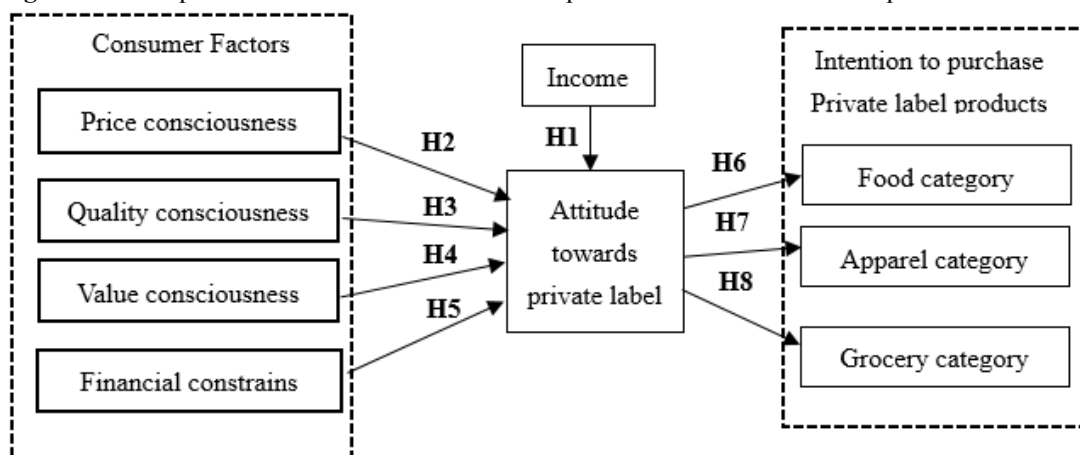 Consumer Factors
Price consciousness
Quality consciousness
Value consciousness
Financial constrains
H2
H3
H4
H5
Income
H1
Attitude
towards
private label
H6
H7
H8
Intention to purchase
Private label products
Food category
Apparel category
Grocery category